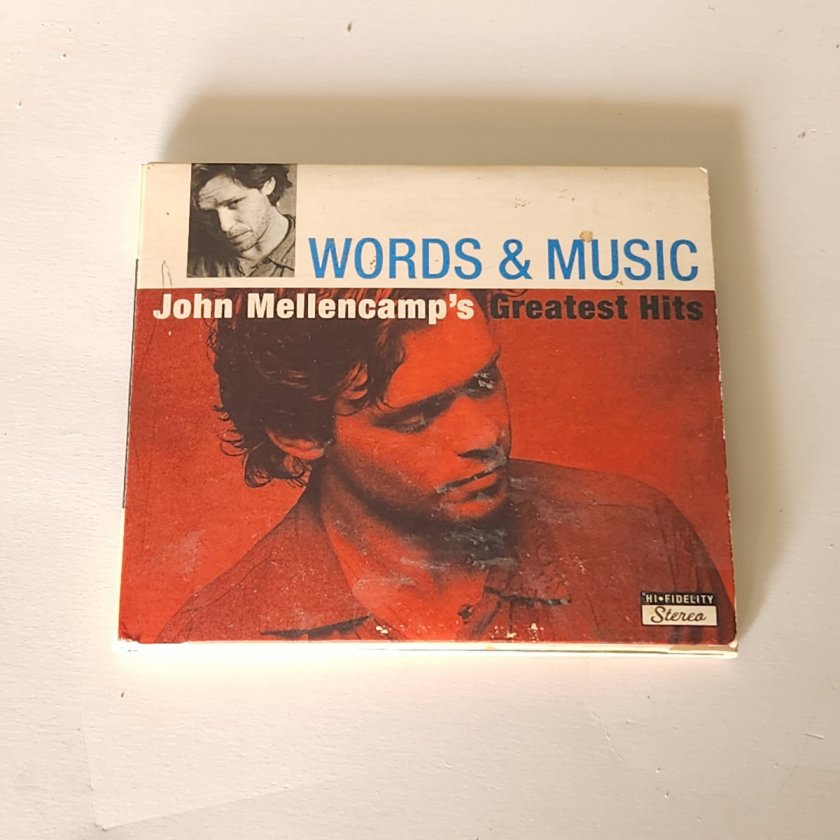 WORDS & MUSIC
John Mellencamp's Greatest Hits
HI•FIDELITY
Stereo